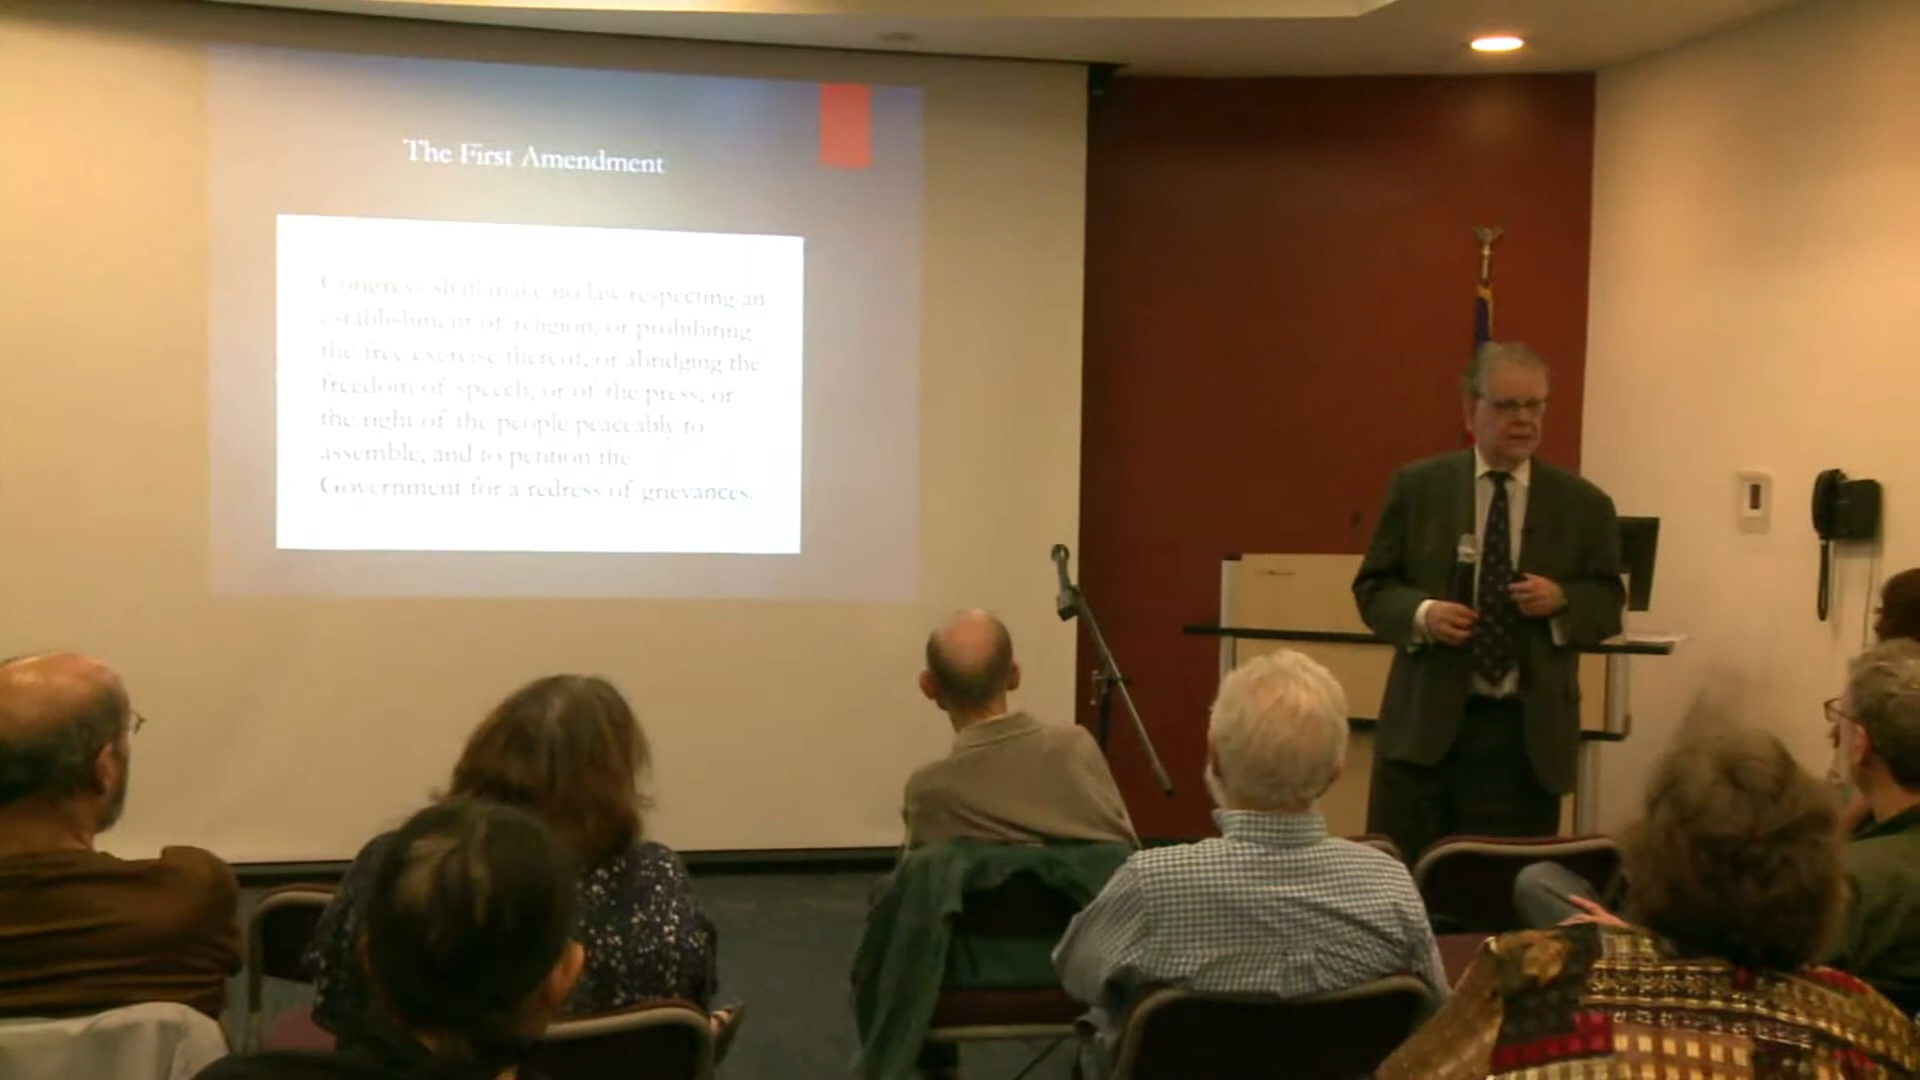 The First Amendment
Congress shall make no law respecting an
establishment of religion, or prohibiting
the free exercise thereof, or abridging the
freedom of speech, or of the press, or
the right of the people peaceably to
assemble, and to petition the
Government for a redress of grievances.